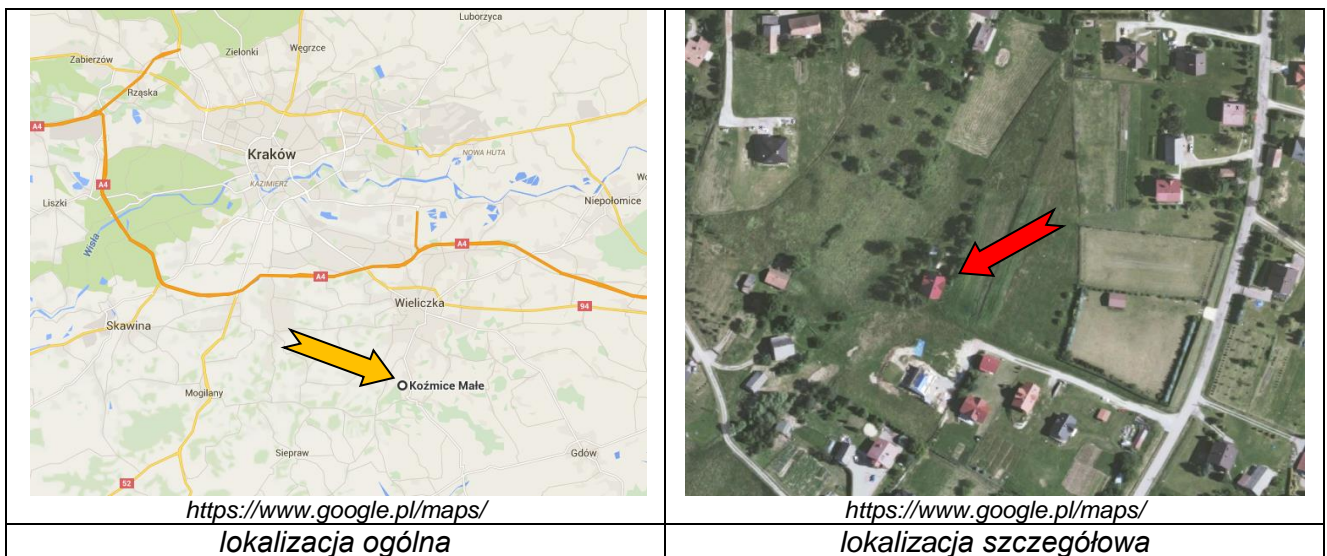 Luborzyca
Zielonki
Węgrzce
Zabierzów
Rząska
A4
Kraków
NOWA HUTA
A4
KAZIMIERZ
Liszki
Niepołomice
Wisła
A4
A4
Wieliczka
94
Skawina
Koźmice Małe
Mogilany
Siepraw
Gdów
52
https://www.google.pl/maps/
https://www.google.pl/maps/
lokalizacja ogólna
lokalizacja szczegółowa